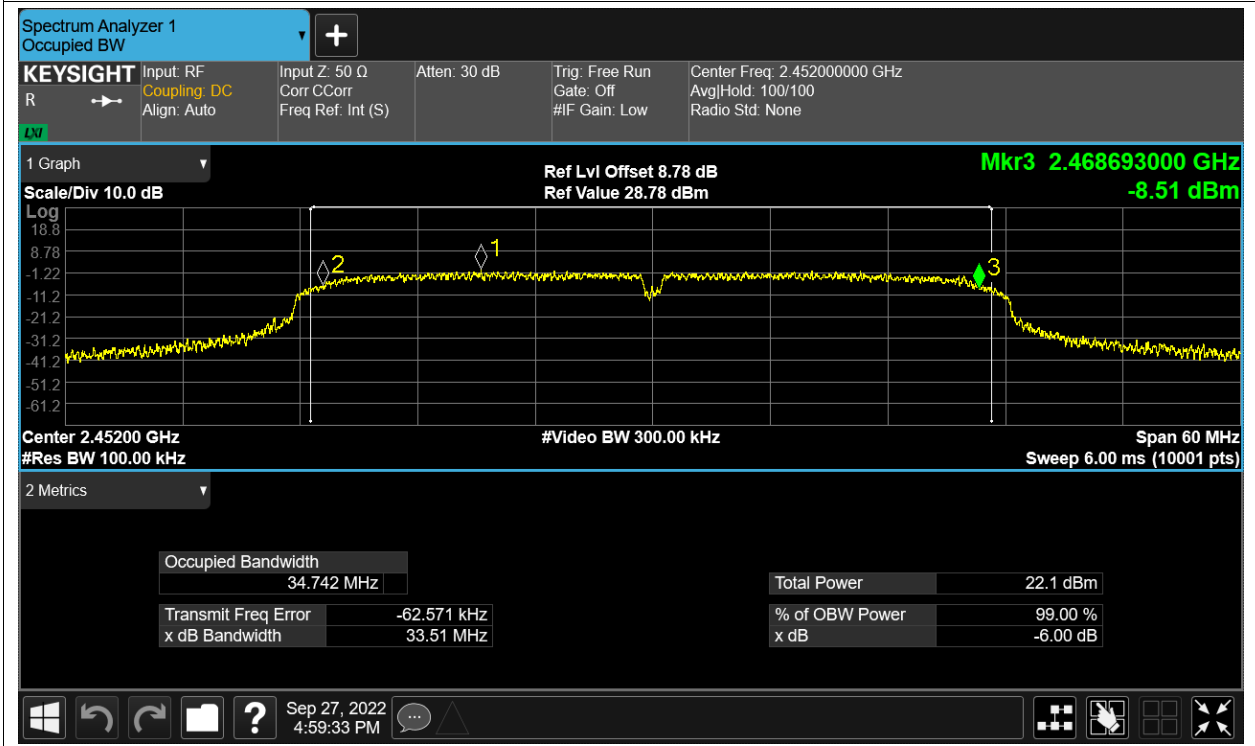 Spectrum Analyzer 1
Occupied BW
+
KEYSIGHT Input: RF Input Z: 50 Ω Atten: 30 dB Trig: Free Run Center Freq: 2.452000000 GHz
R Coupling: DC Corr CCorr Gate: Off Avg|Hold: 100/100
Align: Auto Freq Ref: Int (S) #IF Gain: Low Radio Std: None
LXI
1 Graph Ref Lvl Offset 8.78 dB Mkr3 2.468693000 GHz
Scale/Div 10.0 dB Ref Value 28.78 dBm -8.51 dBm
Log
18.8
8.78
-1.22
-11.2
-21.2
-31.2
-41.2
-51.2
-61.2
1
2
3
Center 2.45200 GHz #Video BW 300.00 kHz Span 60 MHz
#Res BW 100.00 kHz Sweep 6.00 ms (10001 pts)
2 Metrics
Occupied Bandwidth
34.742 MHz
Total Power 22.1 dBm
Transmit Freq Error -62.571 kHz % of OBW Power 99.00 %
x dB Bandwidth 33.51 MHz x dB -6.00 dB
? Sep 27, 2022
4:59:33 PM